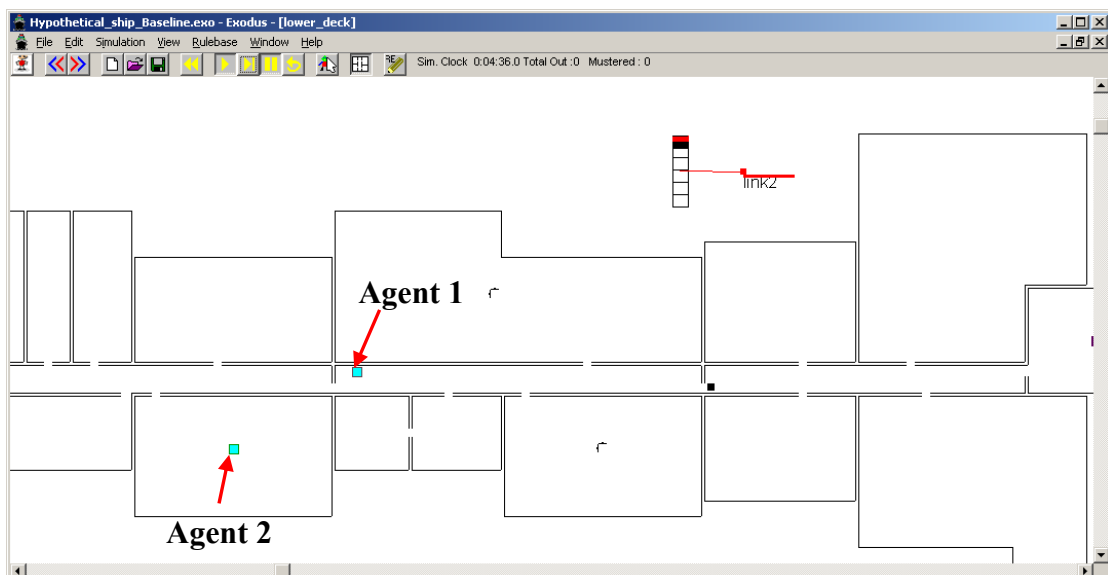 Hypothetical_ship_Baseline.exo - Exodus - [lower_deck]
File Edit Simulation View Rulebase Window Help
Sim. Clock 0:04:36.0 Total Out :0 Mustered : 0
link2
Agent 1
Agent 2